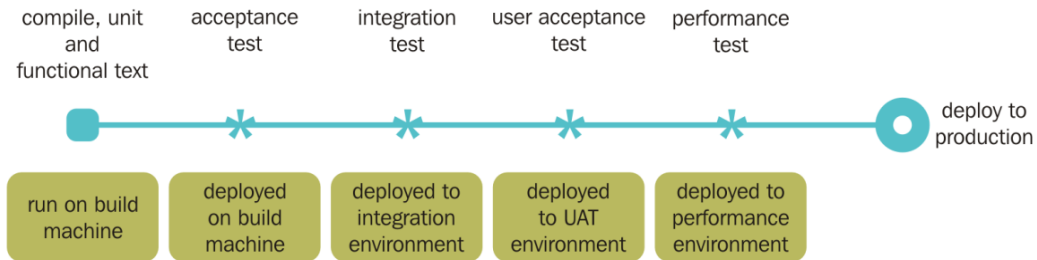 compile, unit
and
functional text
acceptance
test
integration
test
user acceptance
test
performance
test
deploy to
production
run on build
machine
deployed
on build
machine
deployed to
integration
environment
deployed
to UAT
environment
deployed to
performance
environment